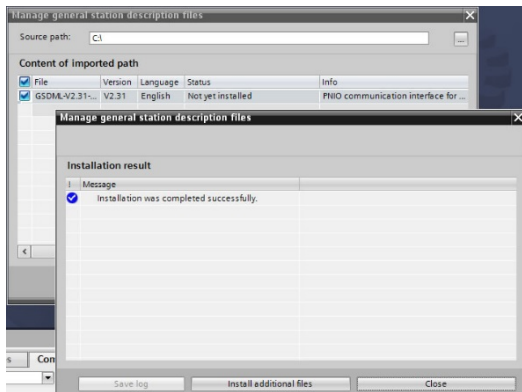 Manage general station description files
Source path: C:\
...
Content of imported path
File Version Language Status Info
GSDML-V2.31-... V2.31 English Not yet installed PNIO communication interface for ...
Manage general station description files
Installation result
! Message
Installation was completed successfully.
s Con
Save log Install additional files Close